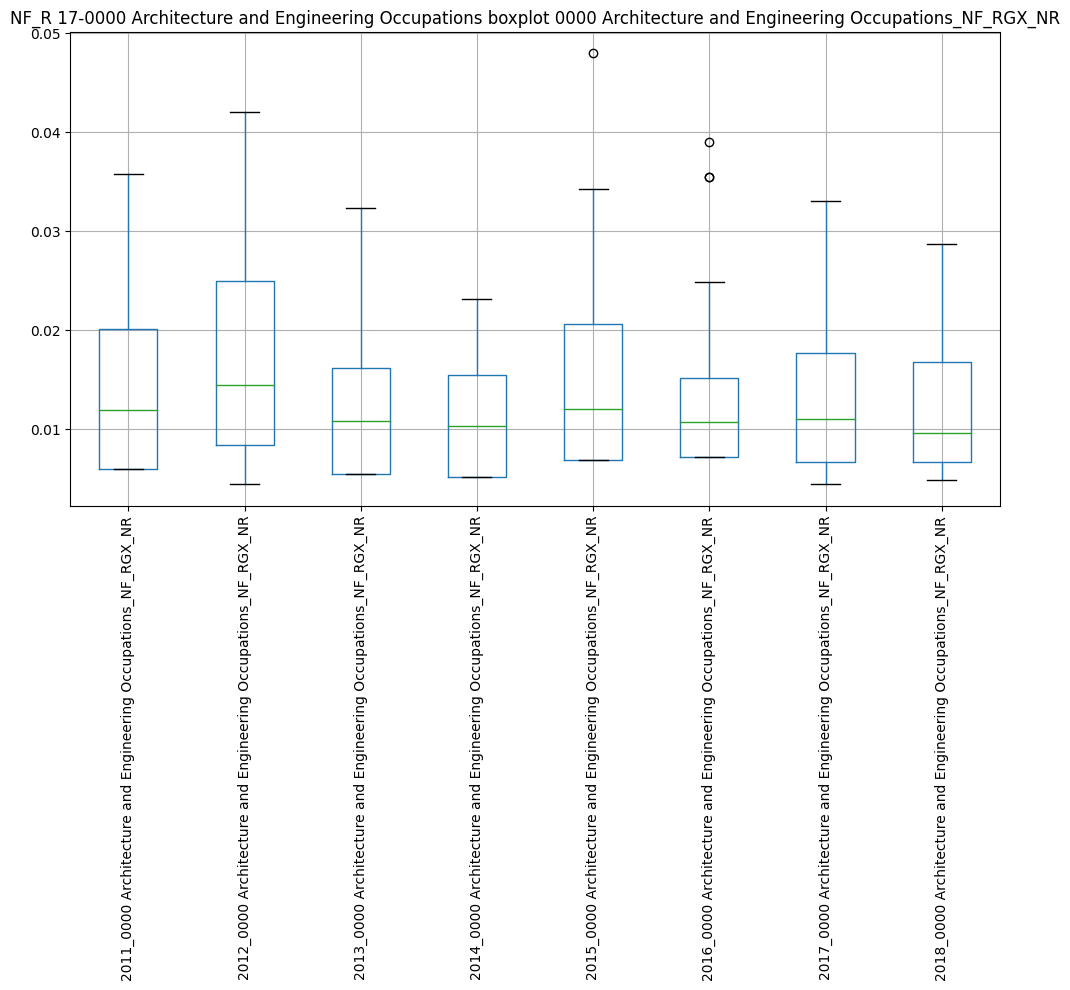 NF_R 17-0000 Architecture and Engineering Occupations boxplot 0000 Architecture and Engineering Occupations_NF_RGX_NR
0.05
0.04
0.03
0.02
0.01
2011_0000 Architecture and Engineering Occupations_NF_RGX_NR
2012_0000 Architecture and Engineering Occupations_NF_RGX_NR
2013_0000 Architecture and Engineering Occupations_NF_RGX_NR
2014_0000 Architecture and Engineering Occupations_NF_RGX_NR
2015_0000 Architecture and Engineering Occupations_NF_RGX_NR
2016_0000 Architecture and Engineering Occupations_NF_RGX_NR
2017_0000 Architecture and Engineering Occupations_NF_RGX_NR
2018_0000 Architecture and Engineering Occupations_NF_RGX_NR